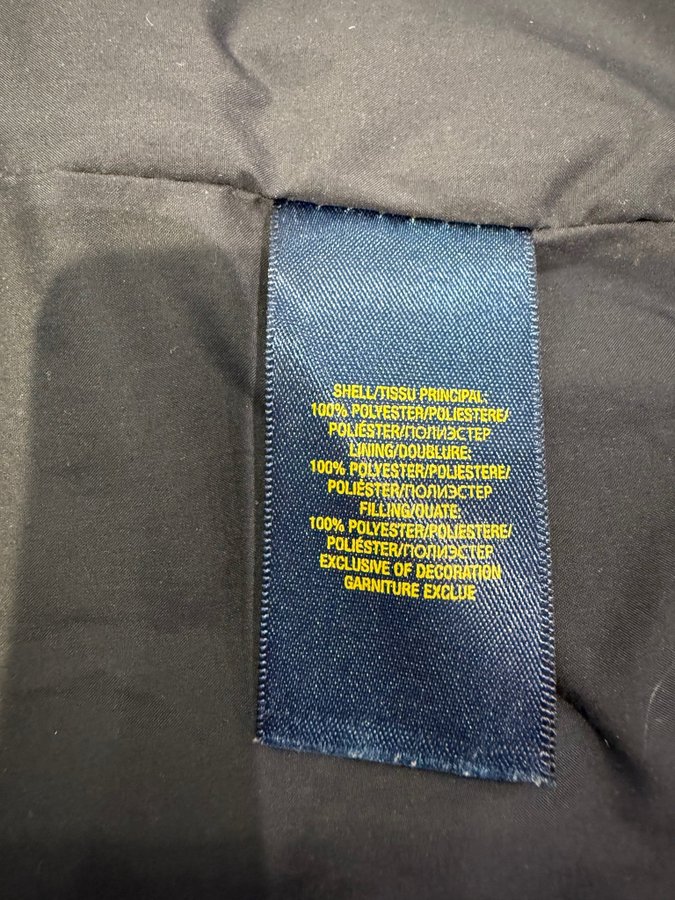 SHELL/TISSU PRINCIPAL:
100% POLYESTER/POLIESTERE/
POLIÉSTER/ПОЛИЭСТЕР
LINING/DOUBLURE:
100% POLYESTER/POLIESTERE/
POLIÉSTER/ПОЛИЭСТЕР
FILLING/OUATE:
100% POLYESTER/POLIESTERE/
POLIÉSTER/ПОЛИЭСТЕР
EXCLUSIVE OF DECORATION
GARNITURE EXCLUE